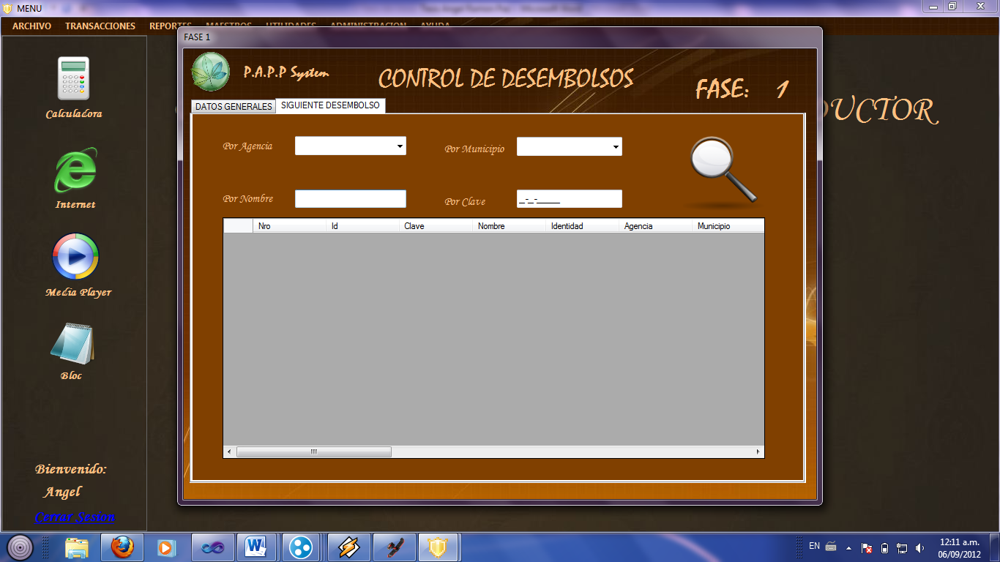 MENU
ARCHIVO TRANSACCIONES REPORTES MAESTROS UTILIDADES ADMINISTRACION AYUDA
FASE 1
P.A.P.P System
CONTROL DE DESEMBOLSOS
FASE: 1
UCTOR
DATOS GENERALES SIGUIENTE DESEMBOLSO
Por Agencia
Por Municipio
Por Nombre
Por Clave _-_-_____
Nro Id Clave Nombre Identidad Agencia Municipio
Calculadora
Internet
Media Player
Bloc
Bienvenido:
Angel
Cerrar Sesion
EN
12:11 a.m.
06/09/2012